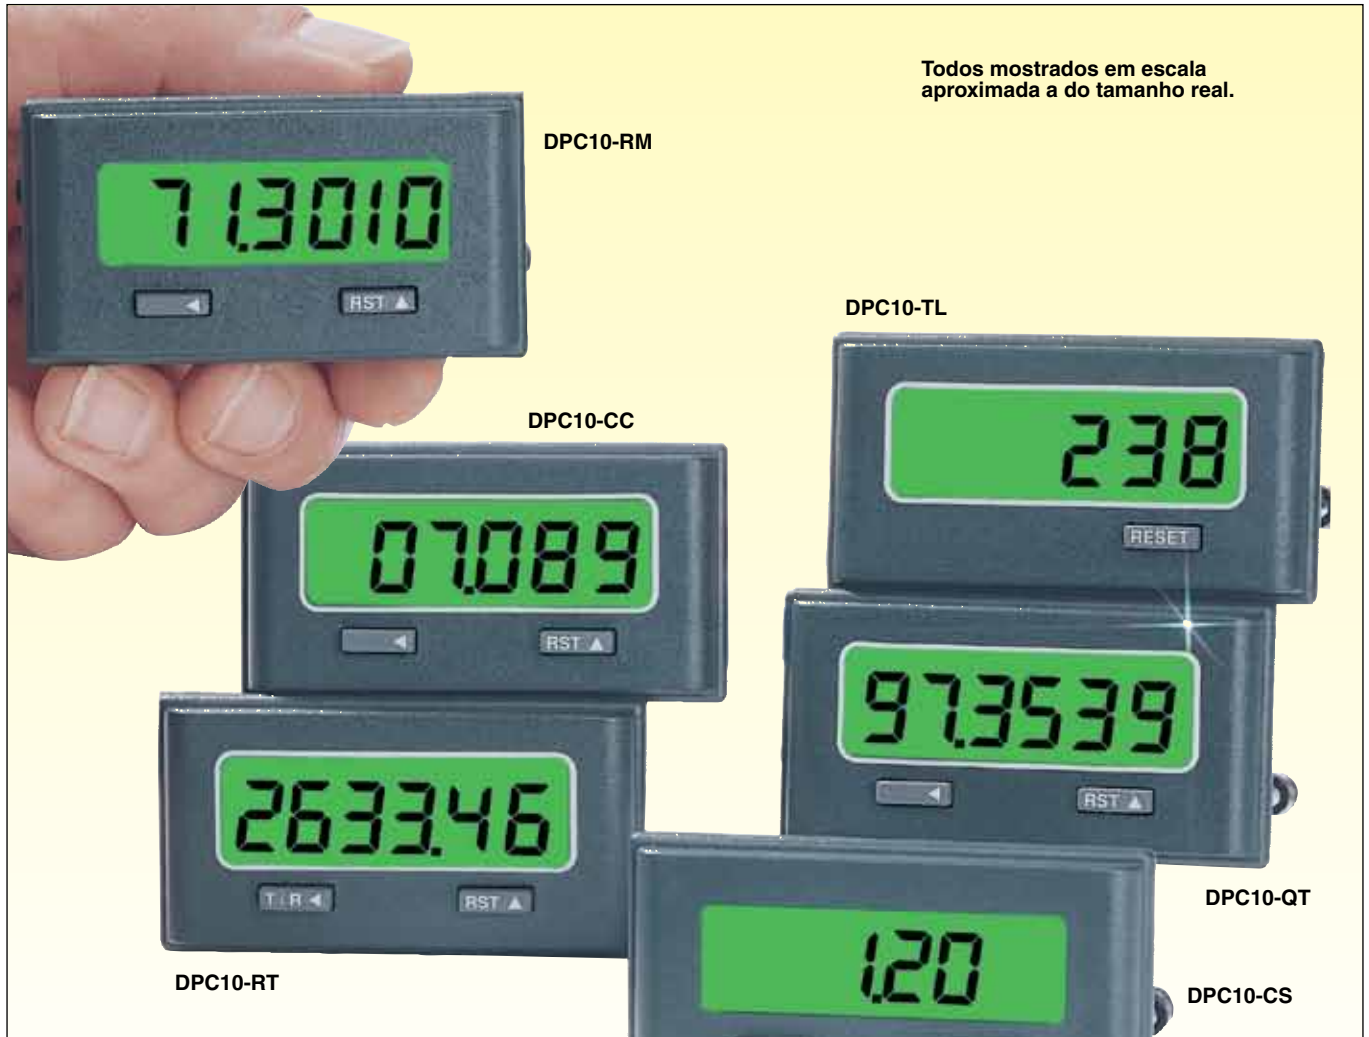 Todos mostrados em escala
aproximada a do tamanho real.
DPC10-RM
71.3010
RST
DPC10-TL
238
RESET
DPC10-CC
07.089
RST
97.3539
RST
DPC10-QT
2633.46
T/R
RST
DPC10-RT
1.20
DPC10-CS